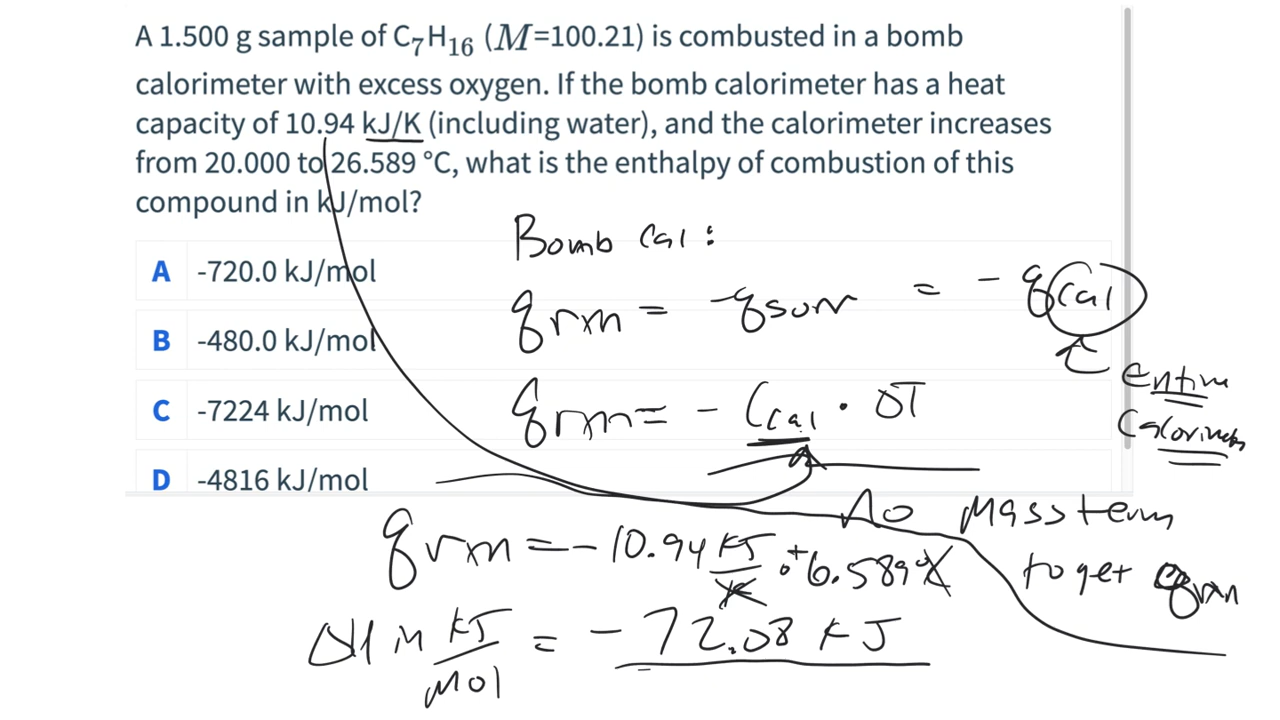 A 1.500 g sample of C₇H₁₆ (M=100.21) is combusted in a bomb
calorimeter with excess oxygen. If the bomb calorimeter has a heat
capacity of 10.94 kJ/K (including water), and the calorimeter increases
from 20.000 to 26.589 °C, what is the enthalpy of combustion of this
compound in kJ/mol?
Bomb Cal:
A -720.0 kJ/mol
qrxn = -qsurr = -qcal
B -480.0 kJ/mol
Entire
Calorimeter
C -7224 kJ/mol
qrxn = - Ccal · ΔT
D -4816 kJ/mol
No mass term
to get qrxn
qrxn = -10.94 kJ/K · +6.589 K
ΔH in kJ/mol = -72.08 kJ